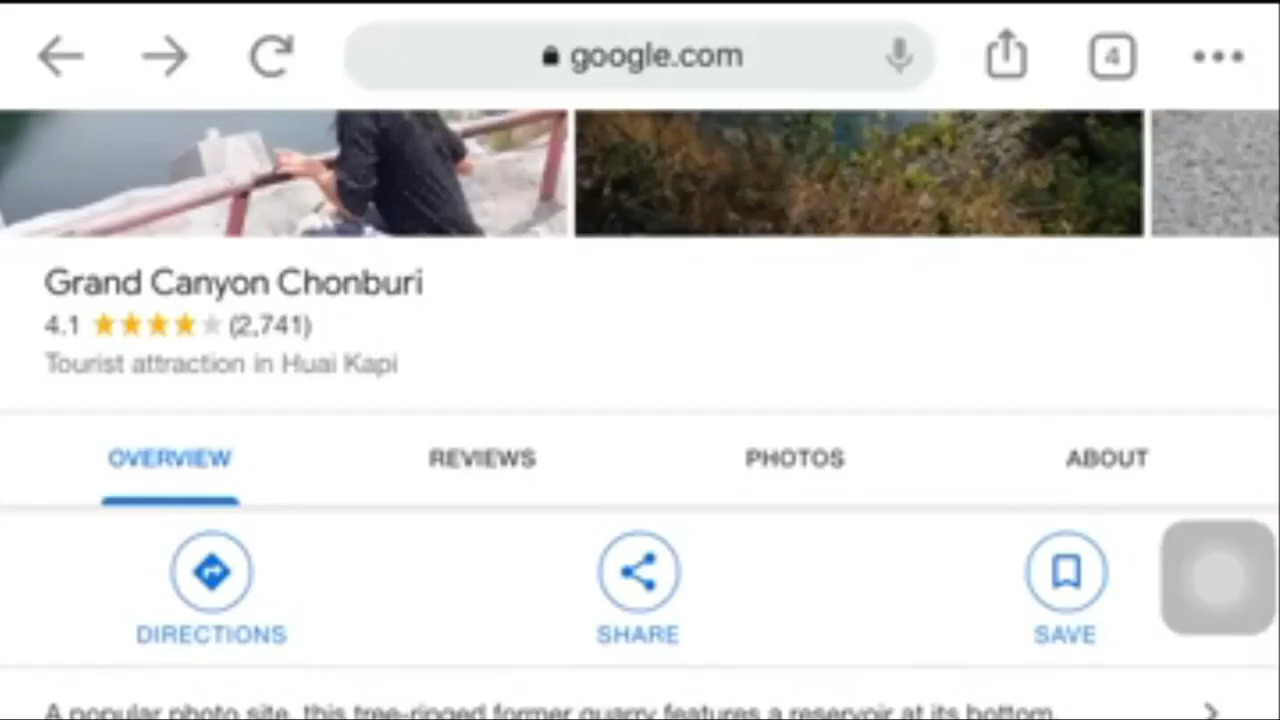 google.com
4
Grand Canyon Chonburi
4.1 (2,741)
Tourist attraction in Huai Kapi
OVERVIEW REVIEWS PHOTOS ABOUT
DIRECTIONS SHARE SAVE
A popular photo site, this tree-ringed former quarry features a reservoir at its bottom.